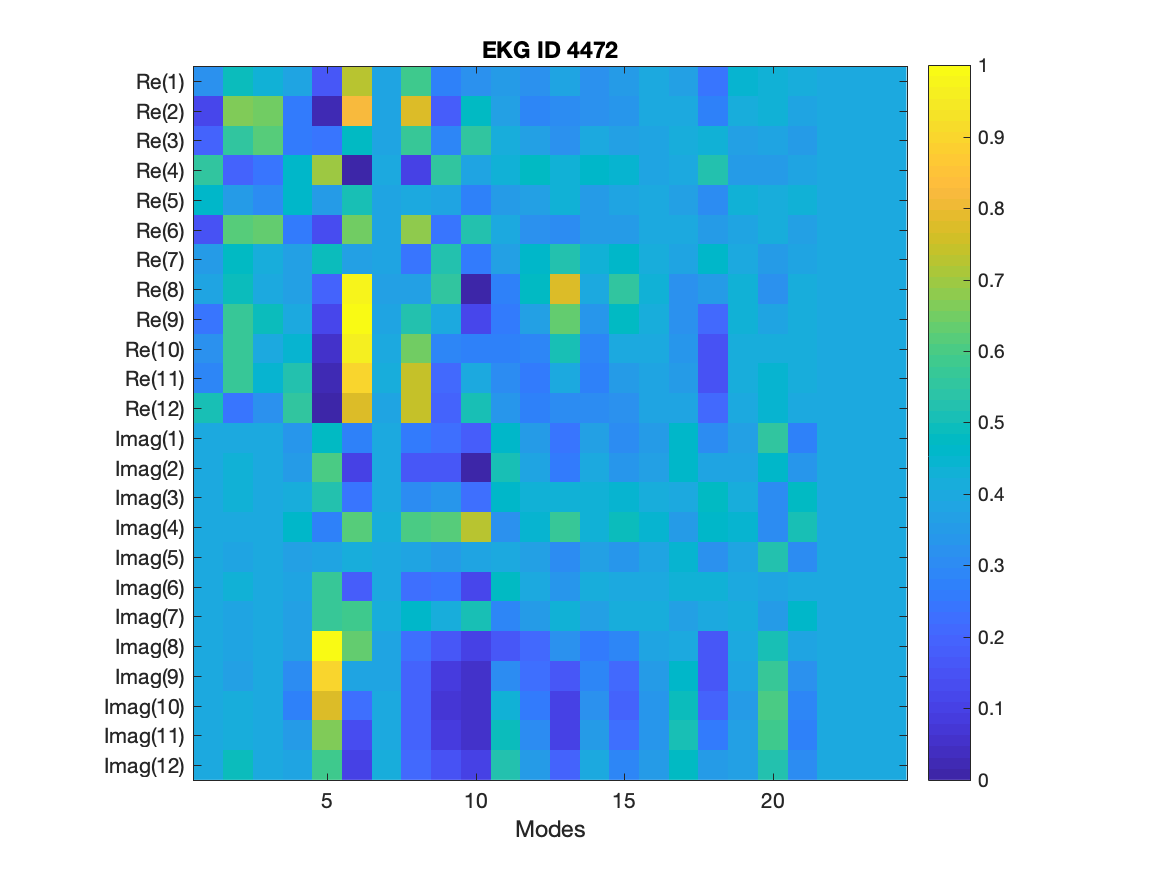 EKG ID 4472
Re(1)
Re(2)
Re(3)
Re(4)
Re(5)
Re(6)
Re(7)
Re(8)
Re(9)
Re(10)
Re(11)
Re(12)
Imag(1)
Imag(2)
Imag(3)
Imag(4)
Imag(5)
Imag(6)
Imag(7)
Imag(8)
Imag(9)
Imag(10)
Imag(11)
Imag(12)
5 10 15 20
Modes
1
0.9
0.8
0.7
0.6
0.5
0.4
0.3
0.2
0.1
0